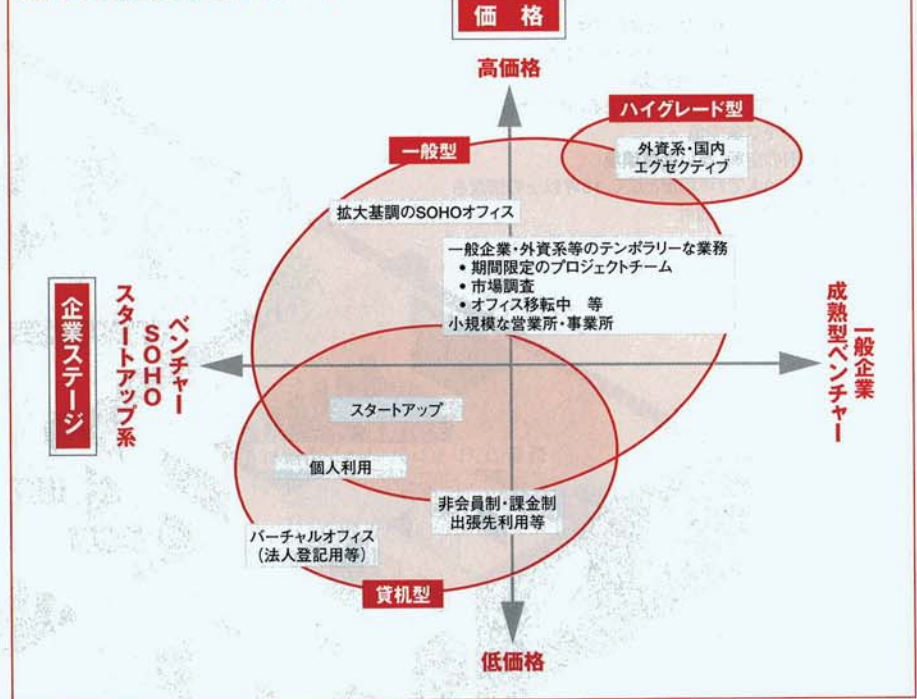 価格
高価格
ハイグレード型
外資系・国内
エグゼクティブ
一般型
拡大基調のSOHOオフィス
一般企業・外資系等のテンポラリーな業務
• 期間限定のプロジェクトチーム
• 市場調査
• オフィス移転中 等
小規模な営業所・事業所
企業ステージ
ベンチャー
SOHO
スタートアップ系
一般企業
成熟型ベンチャー
スタートアップ
個人利用
非会員制・課金制
出張先利用等
バーチャルオフィス
（法人登記用等）
貸机型
低価格